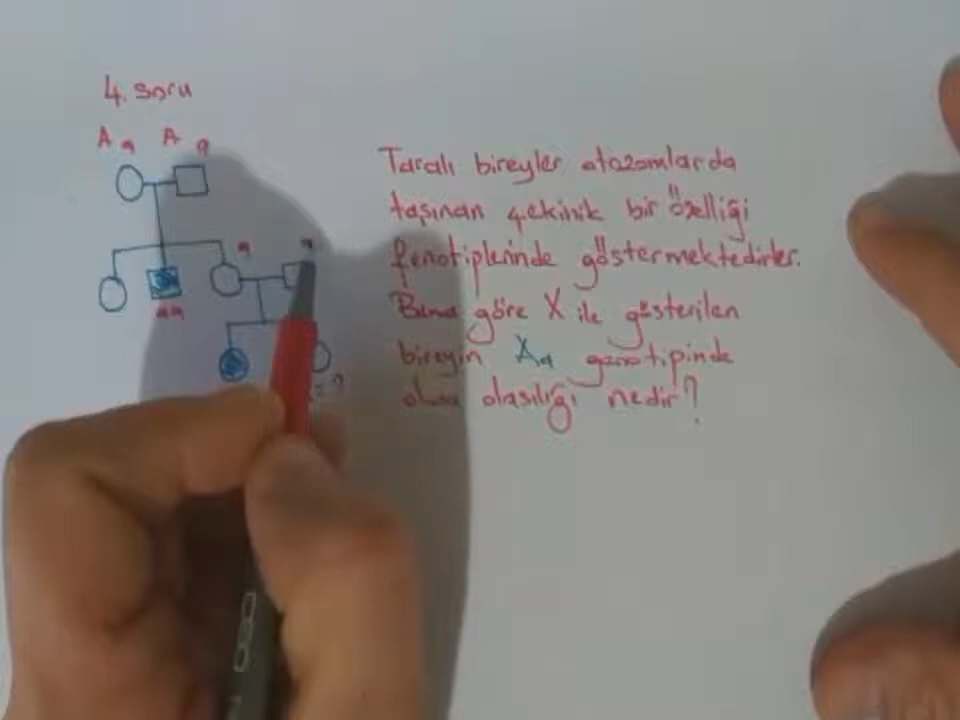 4. soru
A a A a
a a
aa
= ?
Taralı bireyler otozomlarda
taşınan çekinik bir özelliği
fenotiplerinde göstermektedirler.
Buna göre X ile gösterilen
bireyin Aa genotipinde
olma olasılığı nedir?